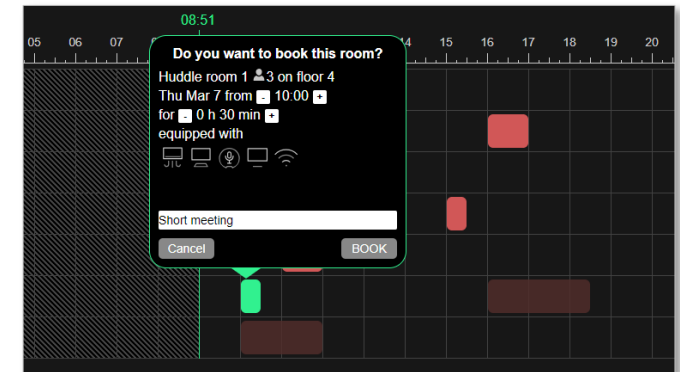 08:51
05 06 07 14 15 16 17 18 19 20
Do you want to book this room?
Huddle room 1 3 on floor 4
Thu Mar 7 from - 10:00 +
for - 0 h 30 min +
equipped with
Short meeting
Cancel BOOK